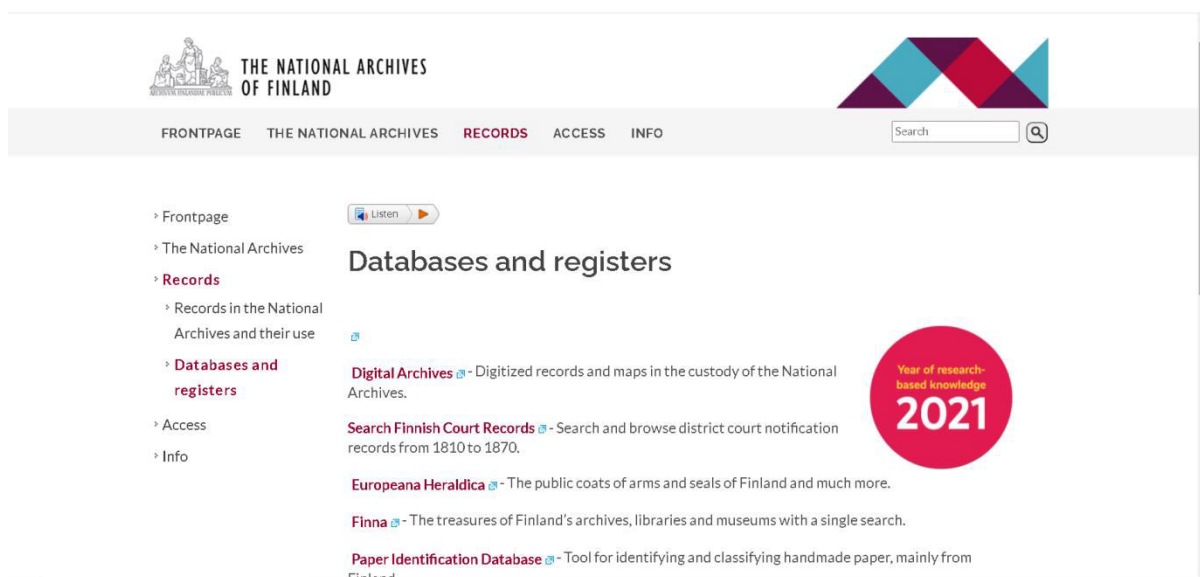 THE NATIONAL ARCHIVES
OF FINLAND
FRONTPAGE THE NATIONAL ARCHIVES RECORDS ACCESS INFO
Search
Frontpage
The National Archives
Records
Records in the National
Archives and their use
Databases and
registers
Access
Info
Listen
Databases and registers
Digital Archives - Digitized records and maps in the custody of the National
Archives.
Search Finnish Court Records - Search and browse district court notification
records from 1810 to 1870.
Europeana Heraldica - The public coats of arms and seals of Finland and much more.
Finna - The treasures of Finland's archives, libraries and museums with a single search.
Paper Identification Database - Tool for identifying and classifying handmade paper, mainly from
Year of research-
based knowledge
2021